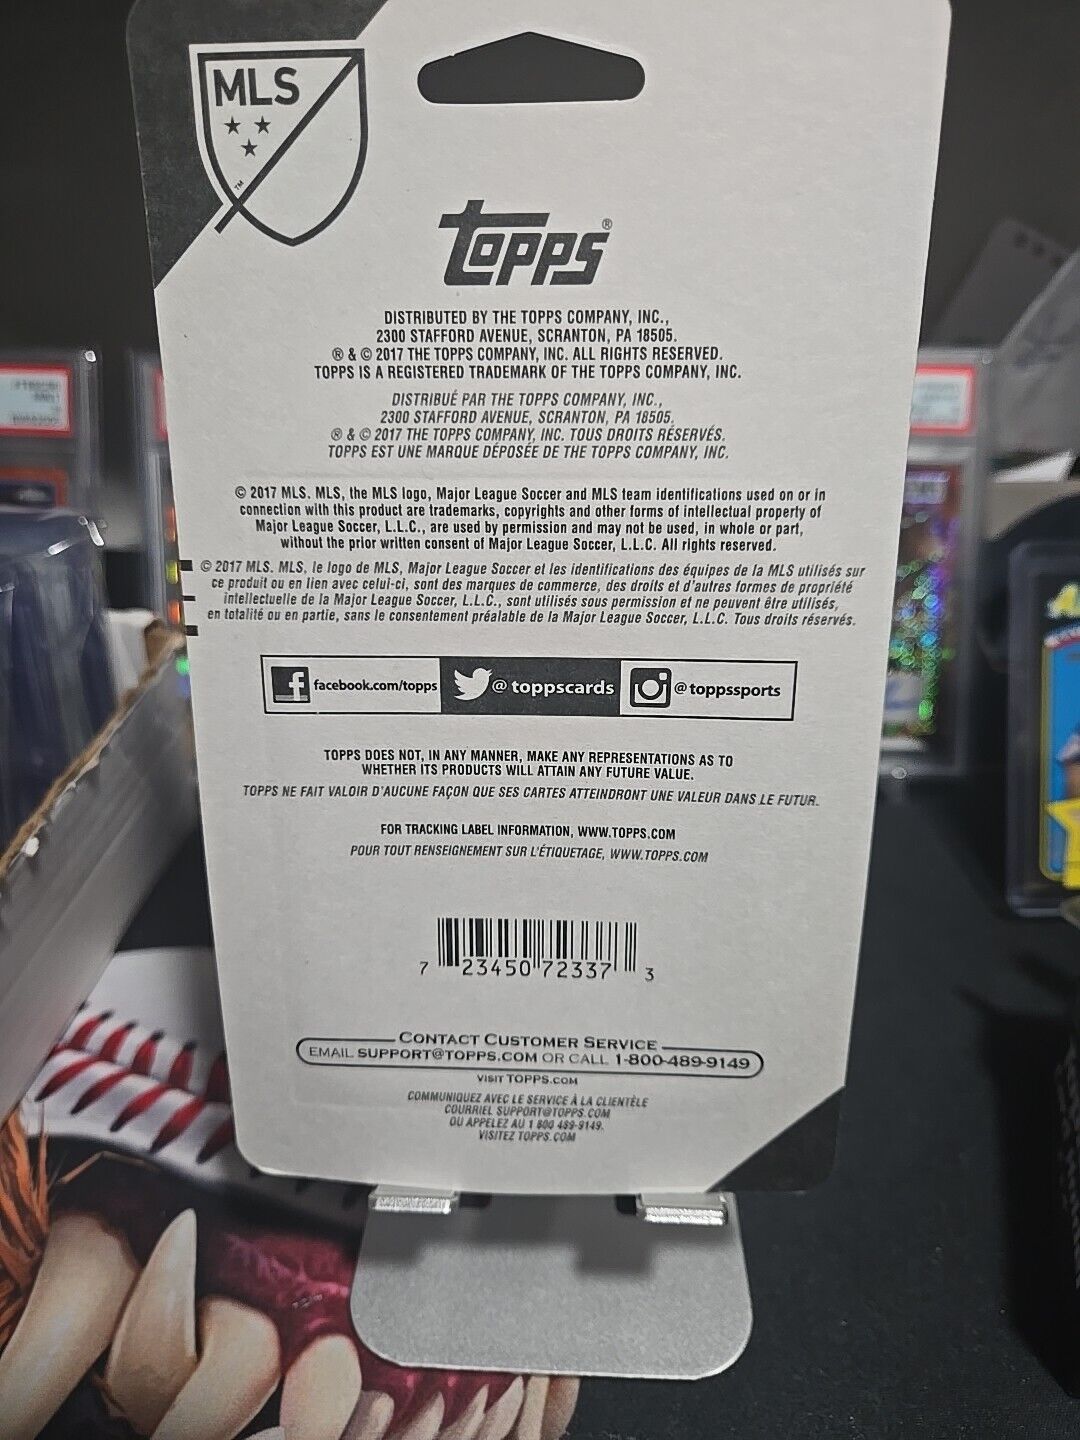 MLS
TM
TOPPS®
DISTRIBUTED BY THE TOPPS COMPANY, INC.,
2300 STAFFORD AVENUE, SCRANTON, PA 18505.
® & © 2017 THE TOPPS COMPANY, INC. ALL RIGHTS RESERVED.
TOPPS IS A REGISTERED TRADEMARK OF THE TOPPS COMPANY, INC.
DISTRIBUÉ PAR THE TOPPS COMPANY, INC.,
2300 STAFFORD AVENUE, SCRANTON, PA 18505.
® & © 2017 THE TOPPS COMPANY, INC. TOUS DROITS RÉSERVÉS.
TOPPS EST UNE MARQUE DÉPOSÉE DE THE TOPPS COMPANY, INC.
© 2017 MLS. MLS, the MLS logo, Major League Soccer and MLS team identifications used on or in
connection with this product are trademarks, copyrights and other forms of intellectual property of
Major League Soccer, L.L.C., are used by permission and may not be used, in whole or part,
without the prior written consent of Major League Soccer, L.L.C. All rights reserved.
© 2017 MLS. MLS, le logo de MLS, Major League Soccer et les identifications des équipes de la MLS utilisés sur
ce produit ou en lien avec celui-ci, sont des marques de commerce, des droits et d'autres formes de propriété
intellectuelle de la Major League Soccer, L.L.C., sont utilisés sous permission et ne peuvent être utilisés,
en totalité ou en partie, sans le consentement préalable de la Major League Soccer, L.L.C. Tous droits réservés.
facebook.com/topps @toppscards @toppssports
TOPPS DOES NOT, IN ANY MANNER, MAKE ANY REPRESENTATIONS AS TO
WHETHER ITS PRODUCTS WILL ATTAIN ANY FUTURE VALUE.
TOPPS NE FAIT VALOIR D'AUCUNE FAÇON QUE SES CARTES ATTEINDRONT UNE VALEUR DANS LE FUTUR.
FOR TRACKING LABEL INFORMATION, WWW.TOPPS.COM
POUR TOUT RENSEIGNEMENT SUR L'ÉTIQUETAGE, WWW.TOPPS.COM
7 23450 72337 3
CONTACT CUSTOMER SERVICE
EMAIL SUPPORT@TOPPS.COM OR CALL 1-800-489-9149
VISIT TOPPS.COM
COMMUNIQUEZ AVEC LE SERVICE À LA CLIENTÈLE
COURRIEL SUPPORT@TOPPS.COM
OU APPELEZ AU 1 800 489-9149.
VISITEZ TOPPS.COM